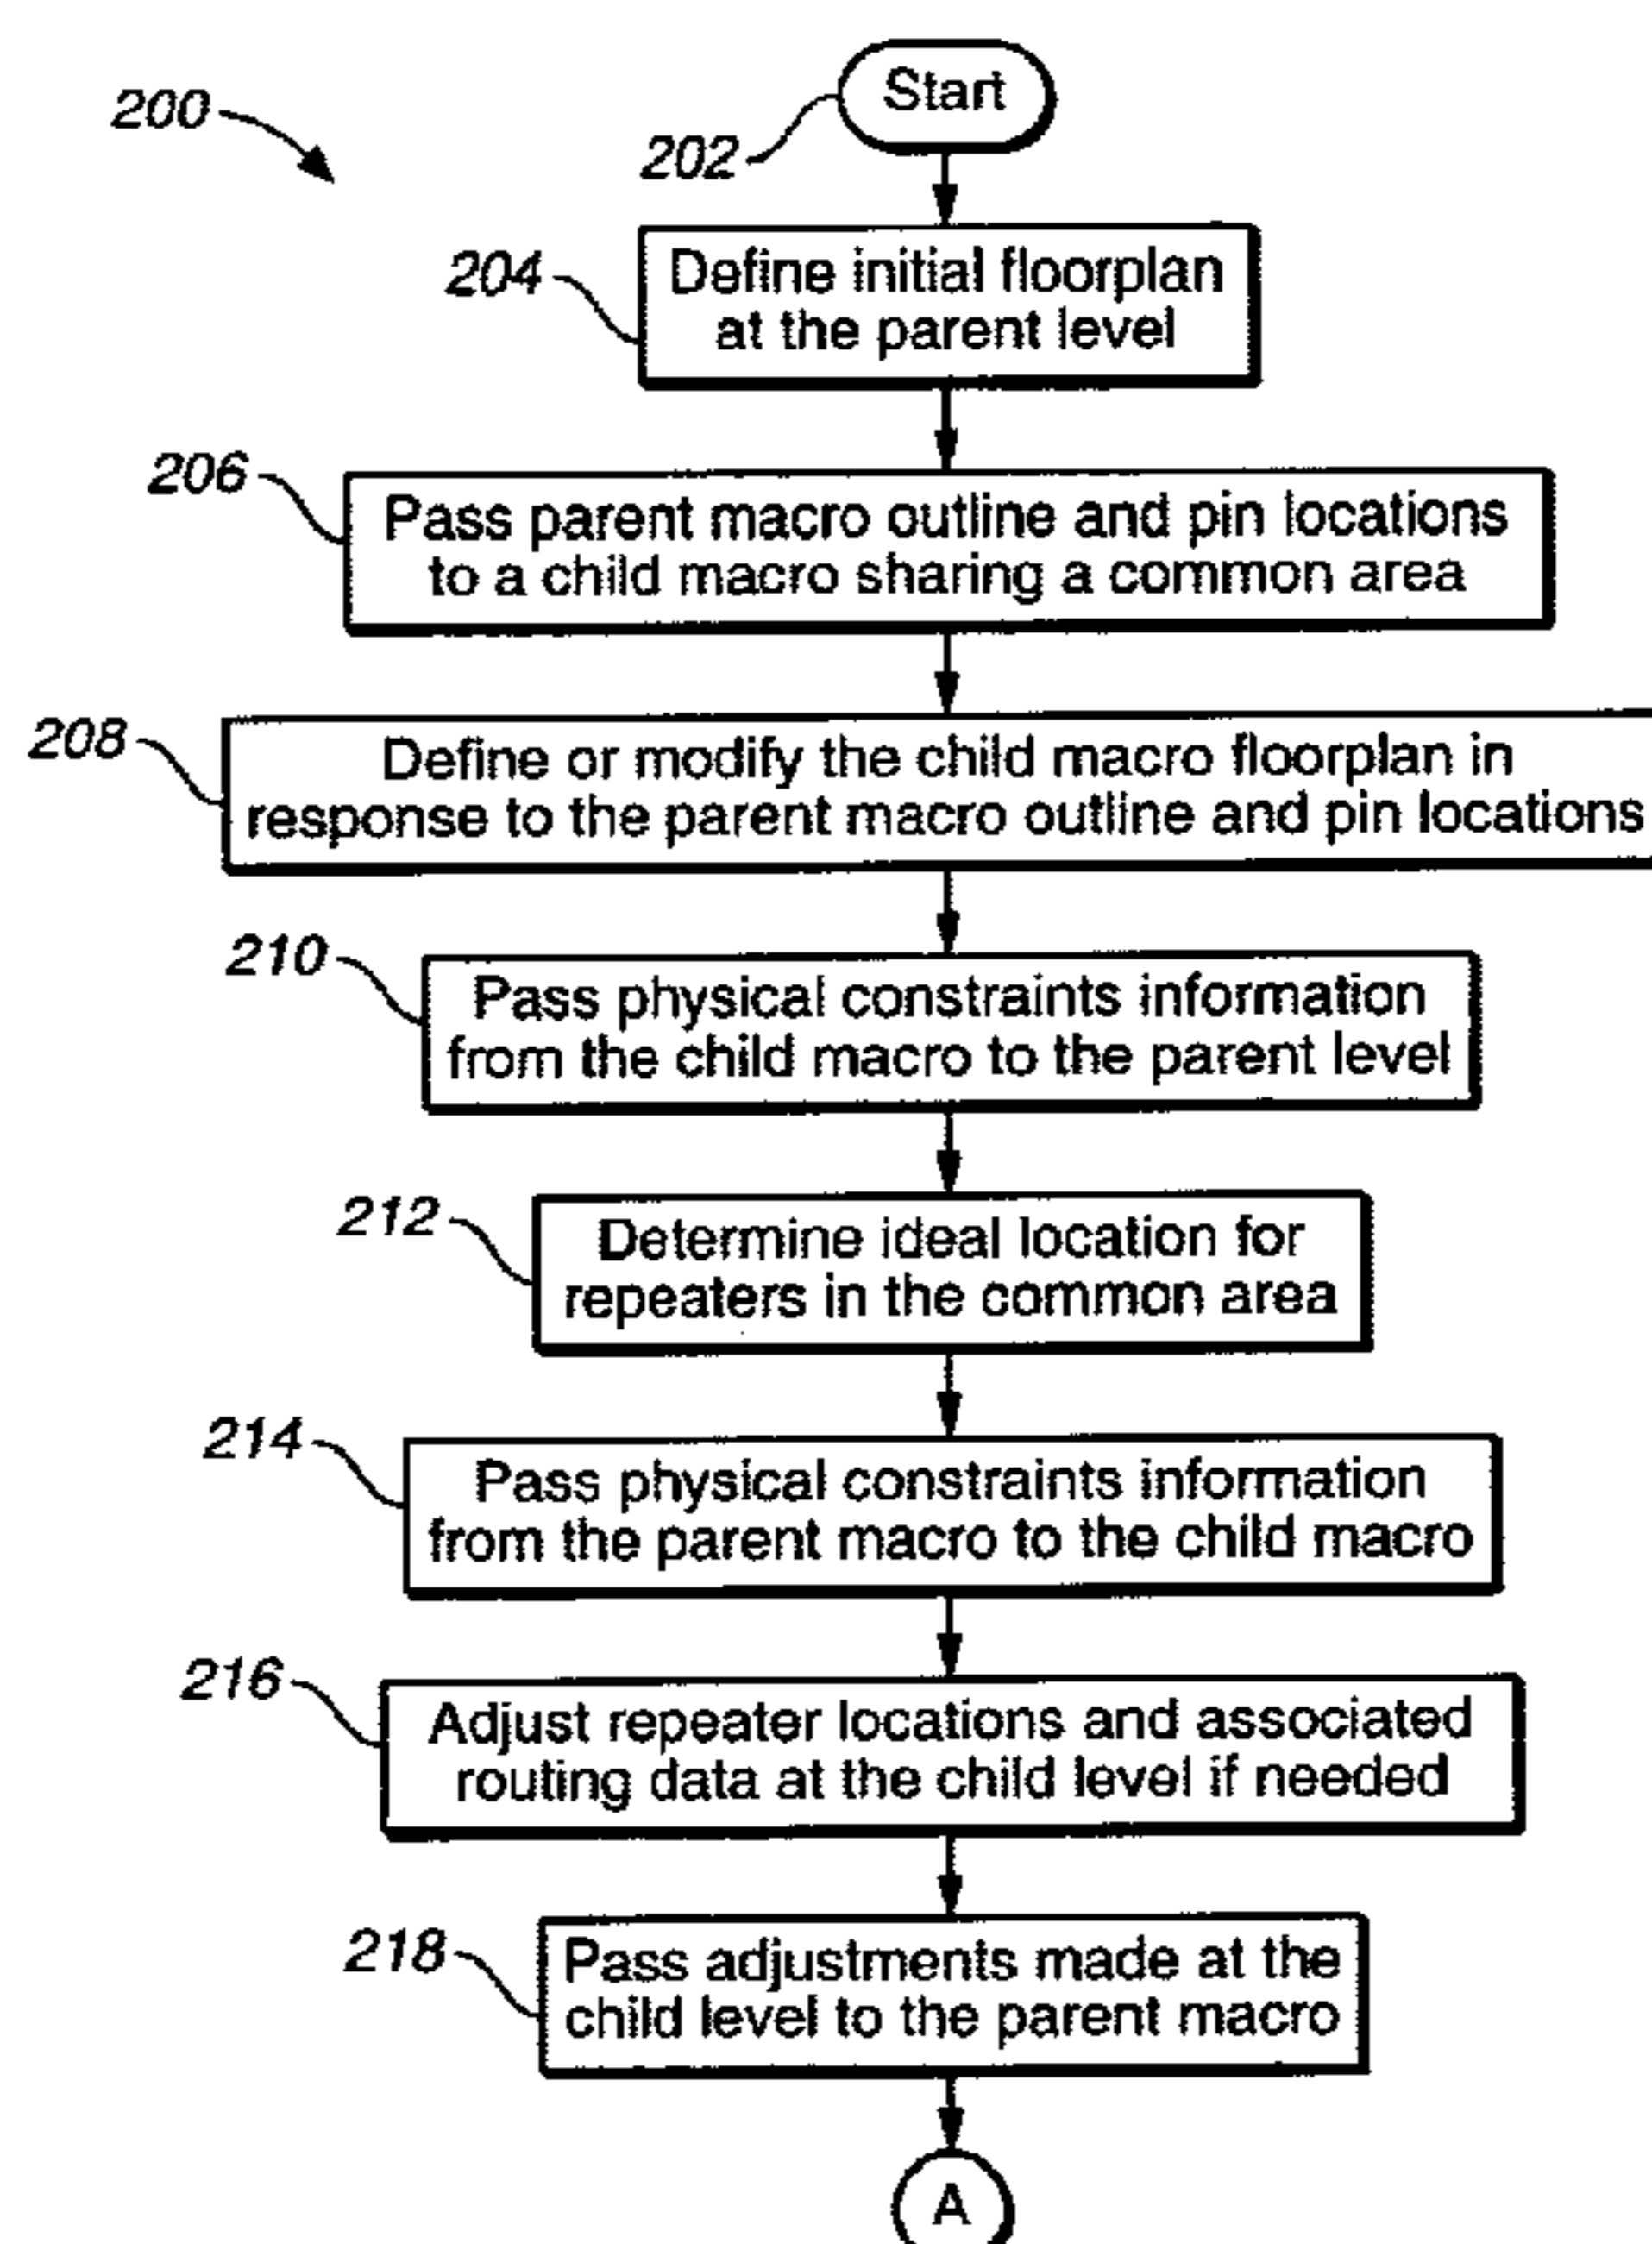 200
Start
202
204
Define initial floorplan
at the parent level
206
Pass parent macro outline and pin locations
to a child macro sharing a common area
208
Define or modify the child macro floorplan in
response to the parent macro outline and pin locations
210
Pass physical constraints information
from the child macro to the parent level
212
Determine ideal location for
repeaters in the common area
214
Pass physical constraints information
from the parent macro to the child macro
216
Adjust repeater locations and associated
routing data at the child level if needed
218
Pass adjustments made at the
child level to the parent macro
A